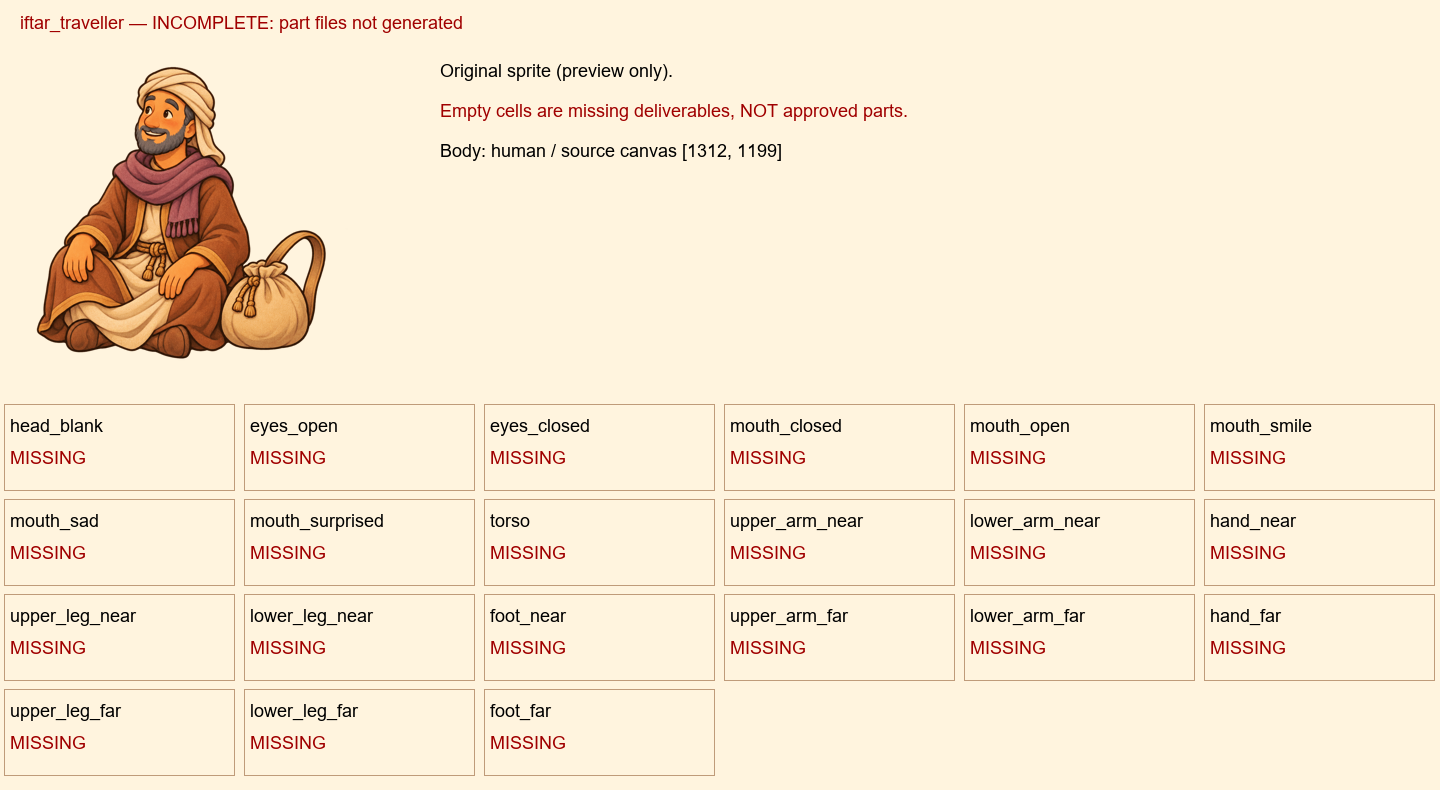 iftar_traveller — INCOMPLETE: part files not generated
Original sprite (preview only).
Empty cells are missing deliverables, NOT approved parts.
Body: human / source canvas [1312, 1199]
head_blank
MISSING
eyes_open
MISSING
eyes_closed
MISSING
mouth_closed
MISSING
mouth_open
MISSING
mouth_smile
MISSING
mouth_sad
MISSING
mouth_surprised
MISSING
torso
MISSING
upper_arm_near
MISSING
lower_arm_near
MISSING
hand_near
MISSING
upper_leg_near
MISSING
lower_leg_near
MISSING
foot_near
MISSING
upper_arm_far
MISSING
lower_arm_far
MISSING
hand_far
MISSING
upper_leg_far
MISSING
lower_leg_far
MISSING
foot_far
MISSING